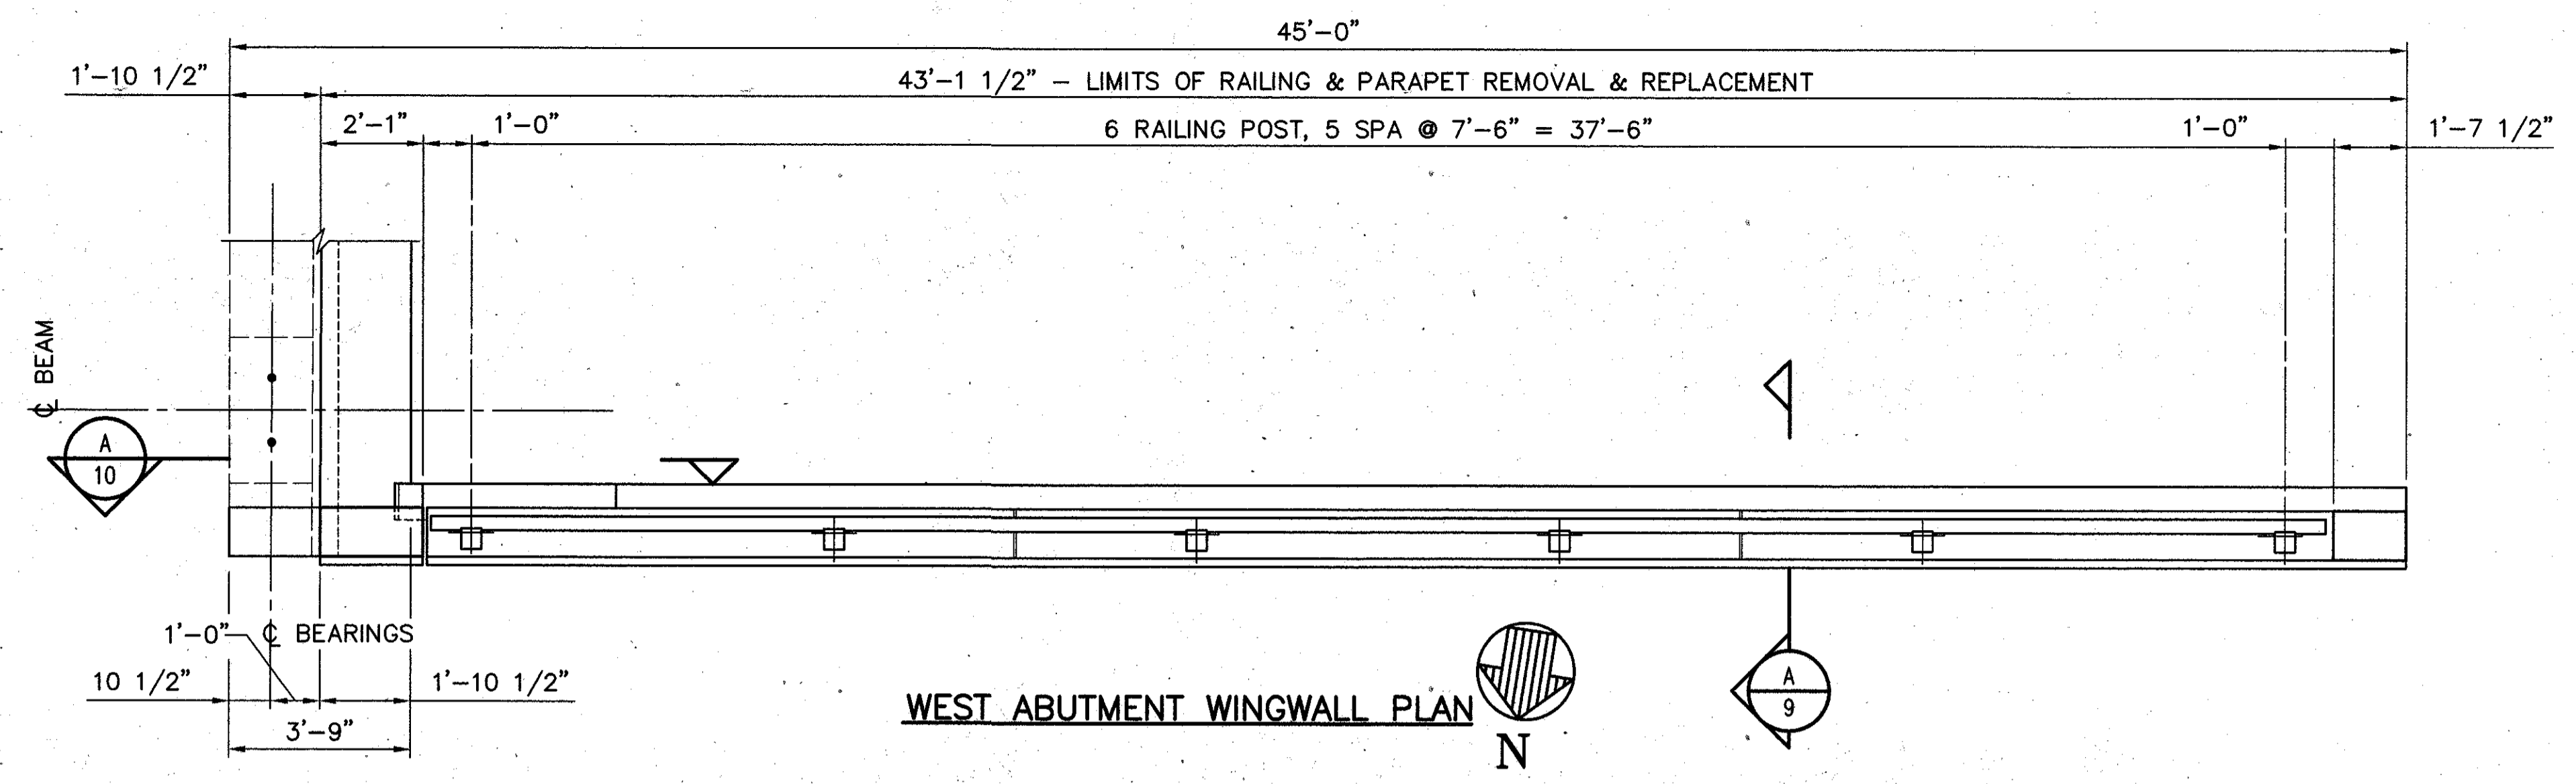 45'-0"
1'-10 1/2"
43'-1 1/2" - LIMITS OF RAILING & PARAPET REMOVAL & REPLACEMENT
2'-1"
1'-0"
6 RAILING POST, 5 SPA @ 7'-6" = 37'-6"
1'-0"
1'-7 1/2"
℄ BEAM
A
10
1'-0"
℄ BEARINGS
10 1/2"
1'-10 1/2"
3'-9"
WEST ABUTMENT WINGWALL PLAN
N
A
9